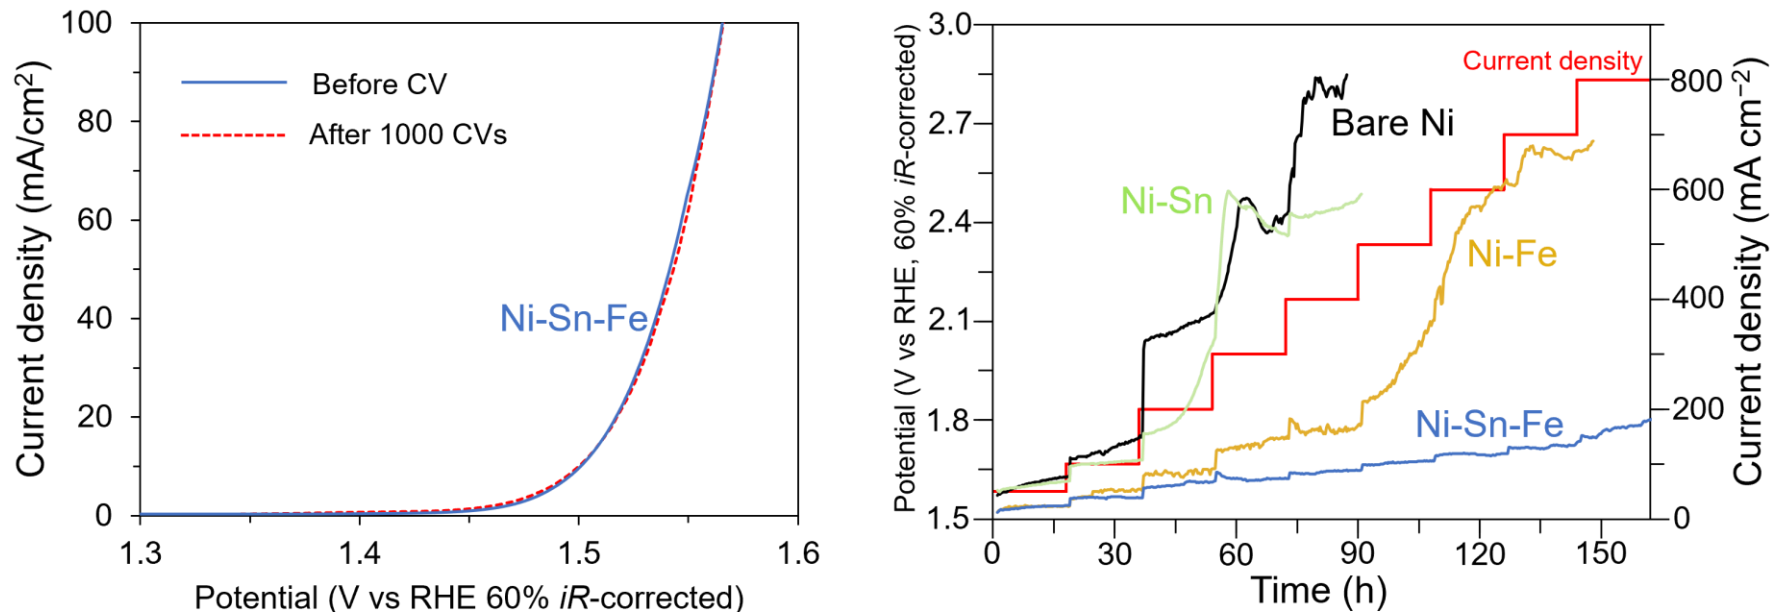 100
80
60
40
20
0
Current density (mA/cm²)
Before CV
After 1000 CVs
Ni-Sn-Fe
1.3
1.4
1.5
1.6
Potential (V vs RHE 60% iR-corrected)
3.0
2.7
2.4
2.1
1.8
1.5
Potential (V vs RHE, 60% iR-corrected)
Current density
Bare Ni
Ni-Sn
Ni-Fe
Ni-Sn-Fe
0
30
60
90
120
150
Time (h)
800
600
400
200
0
Current density (mA cm⁻²)